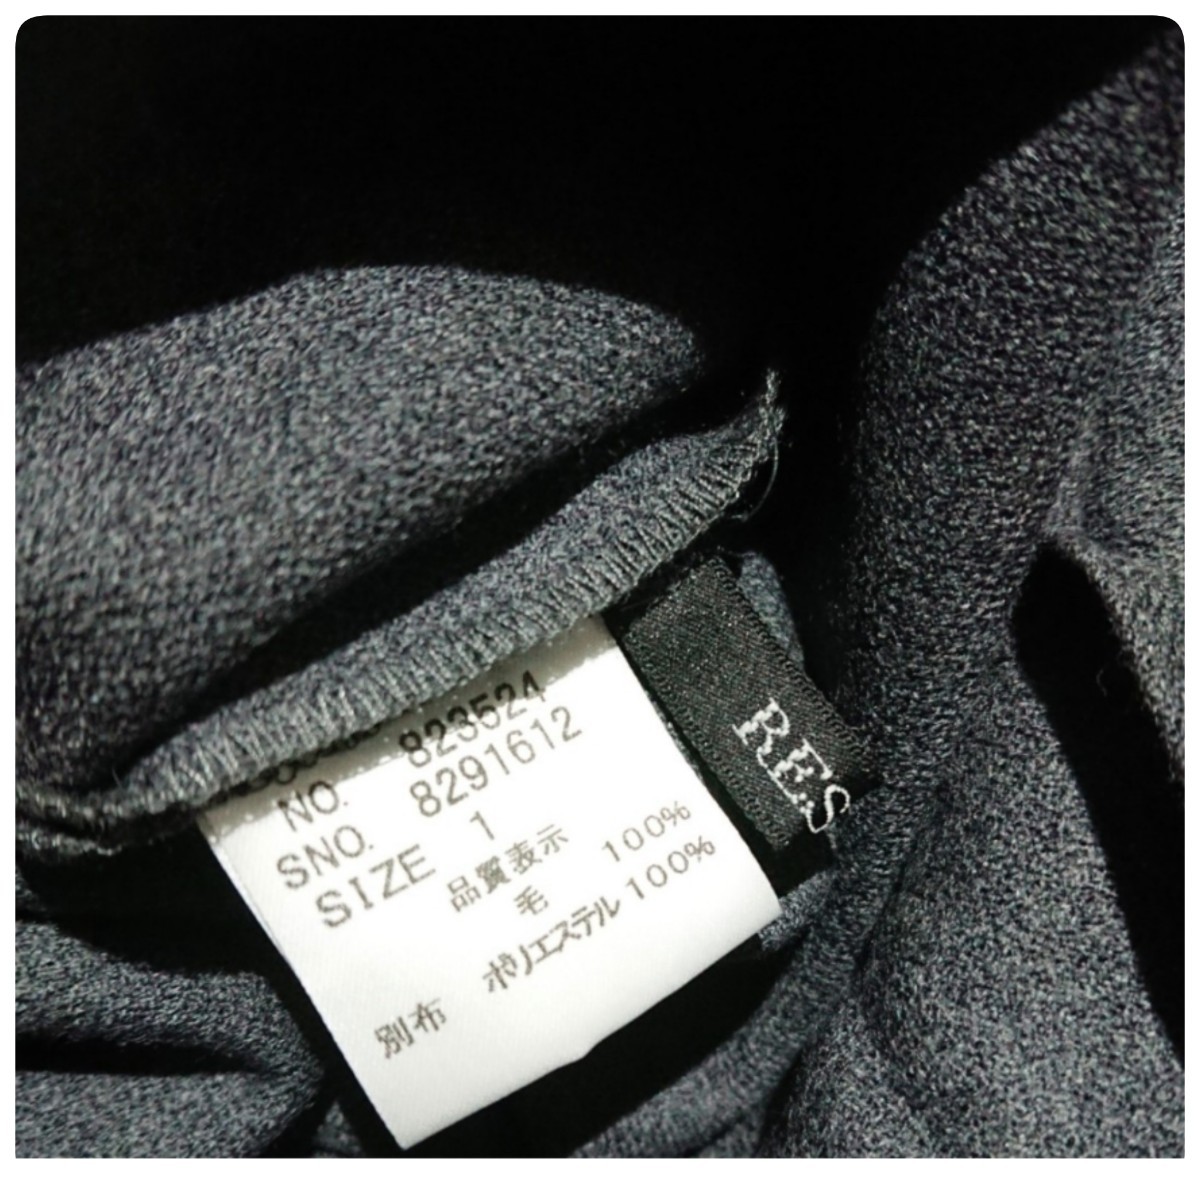 NO. 823524
SNO. 8291612
SIZE 1
品質表示
毛 100%
別布 ポリエステル 100%
RES